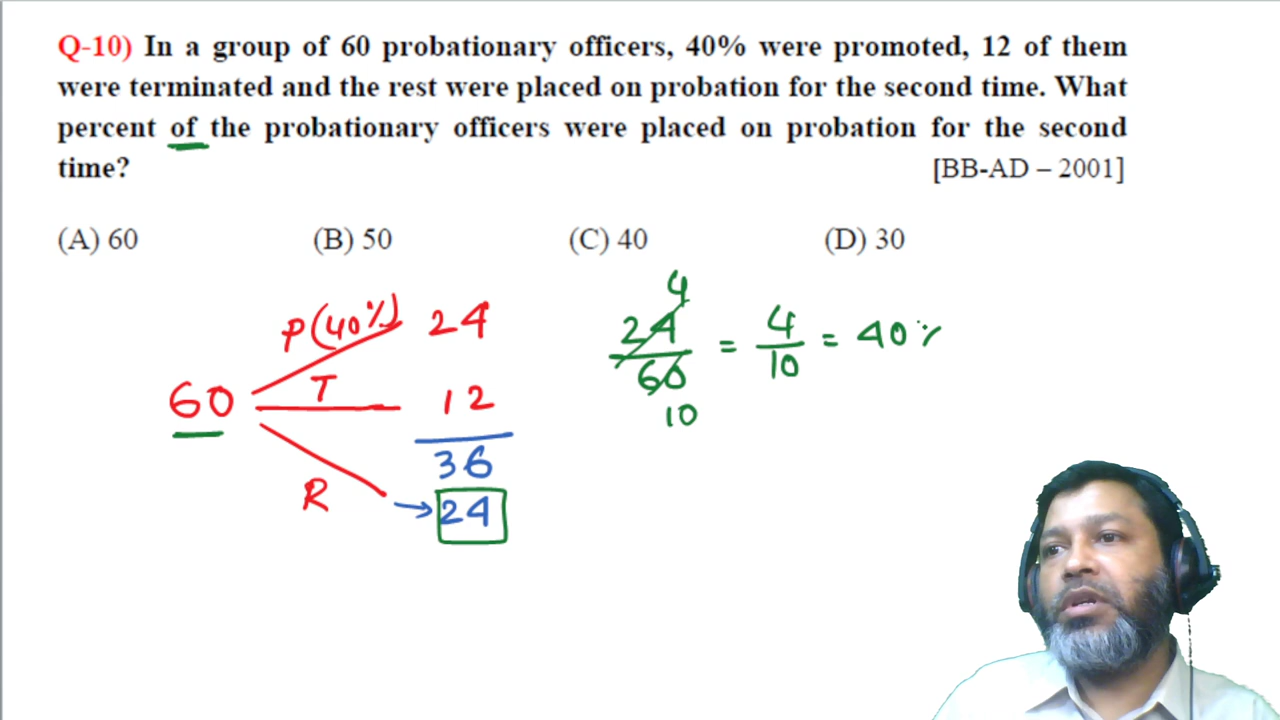 Q-10) In a group of 60 probationary officers, 40% were promoted, 12 of them
were terminated and the rest were placed on probation for the second time. What
percent of the probationary officers were placed on probation for the second
time? [BB-AD – 2001]
(A) 60 (B) 50 (C) 40 (D) 30
P(40%) 24
60 T 12
36
R → 24
4
24/60 = 4/10 = 40%
10